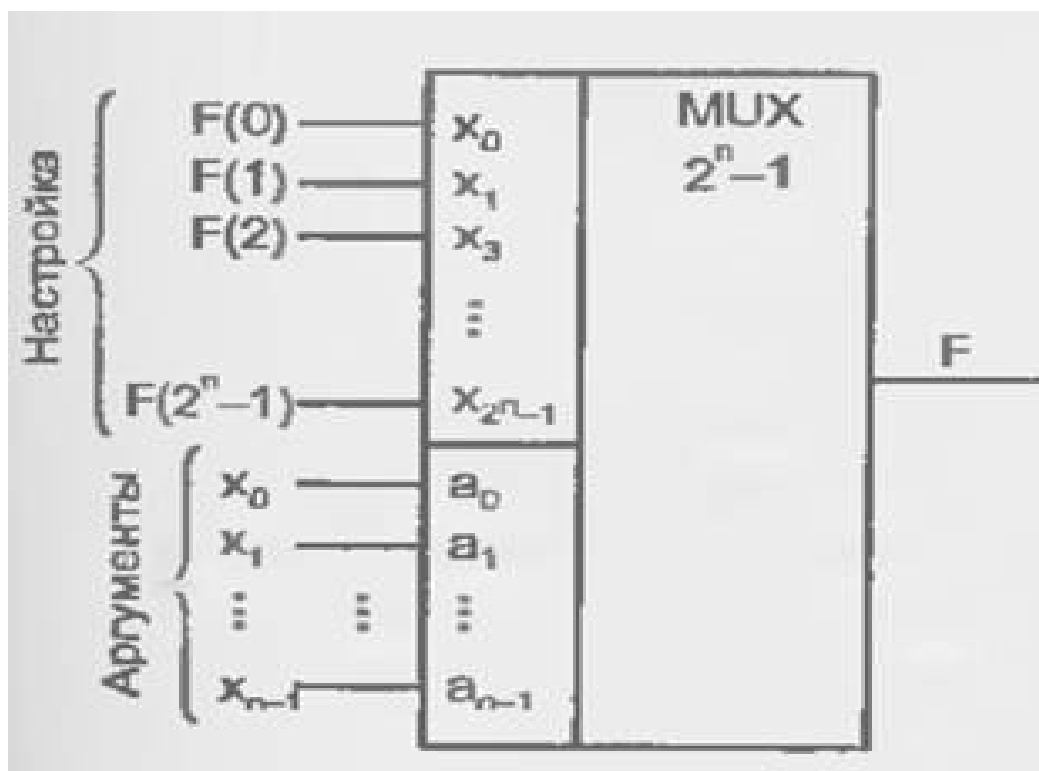 Настройка
F(0)
F(1)
F(2)
F(2ⁿ–1)
x₀
x₁
x₃
...
x₂ⁿ₋₁
MUX
2ⁿ–1
F
Аргументы
x₀
x₁
...
xₙ₋₁
...
a₀
a₁
...
aₙ₋₁